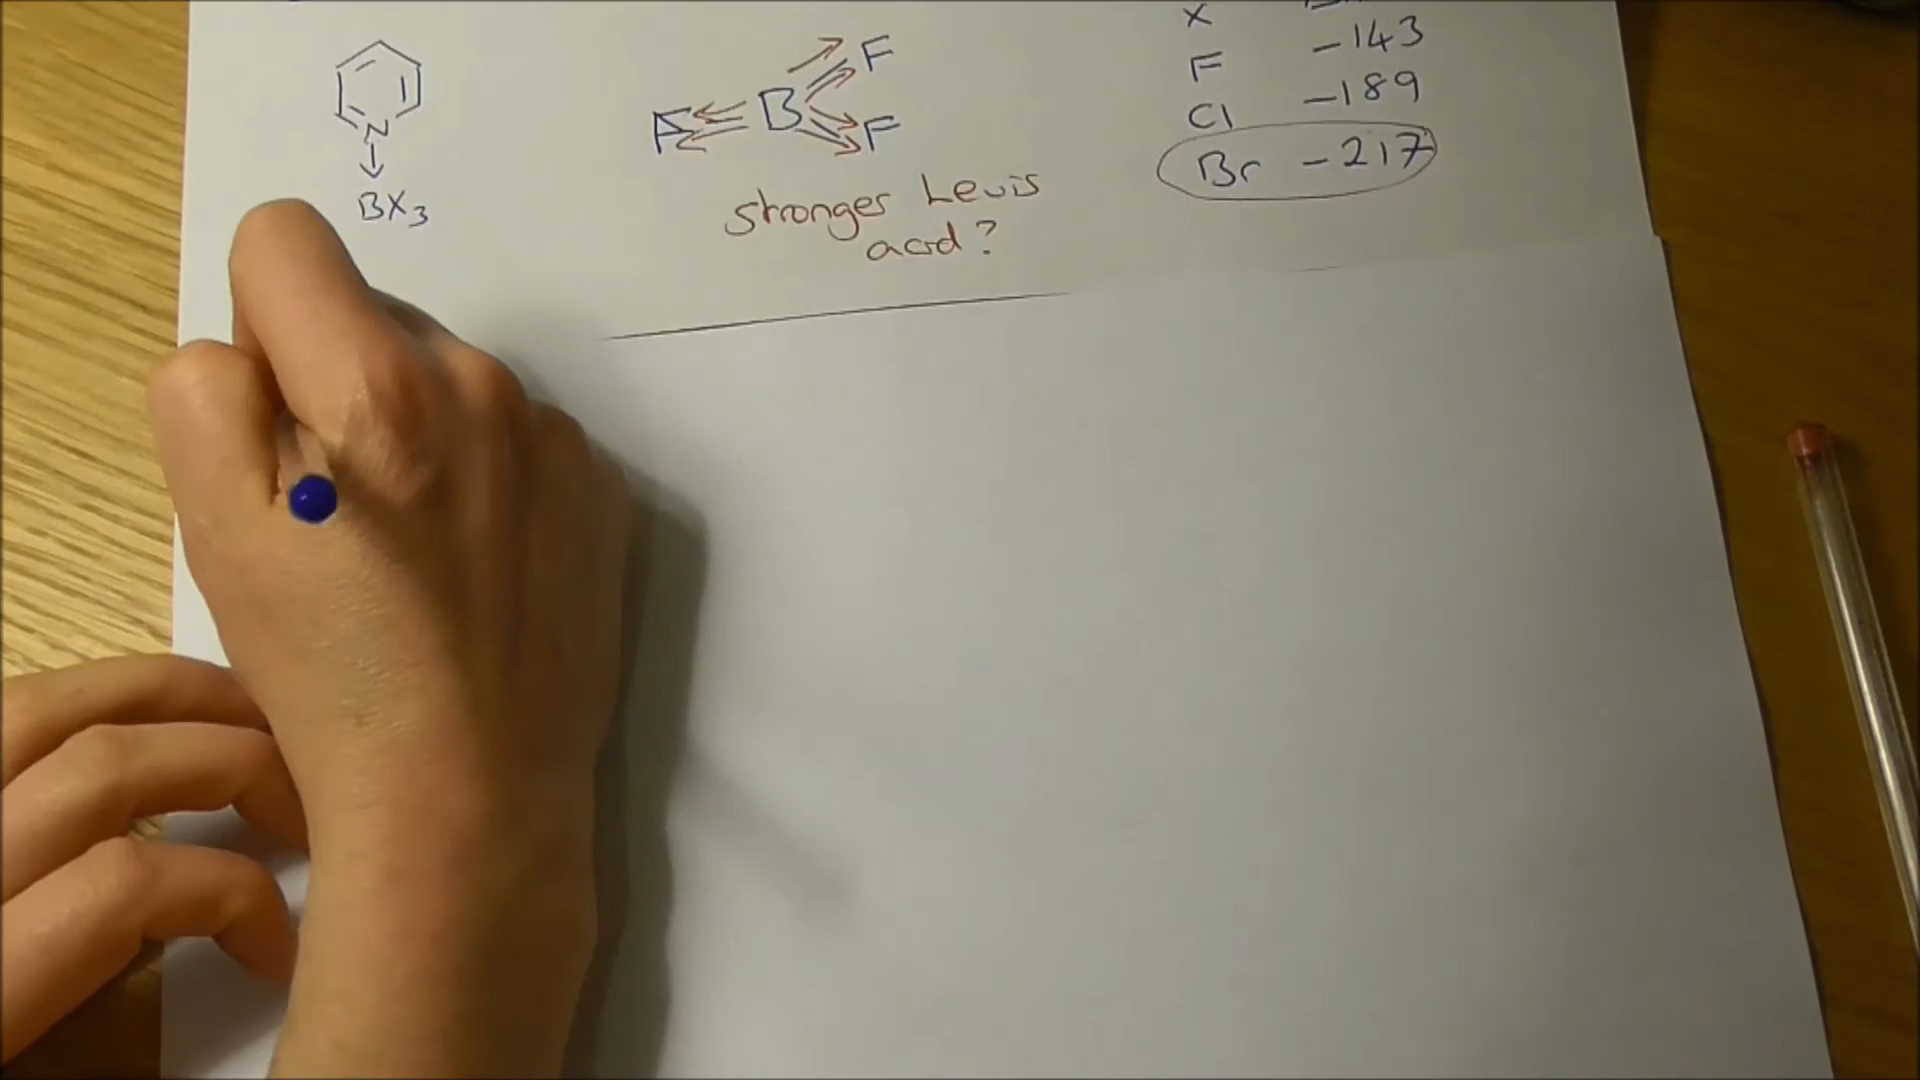 N
BX3
F
F B
F
stronger Lewis
acid?
X
F -143
Cl -189
Br -217